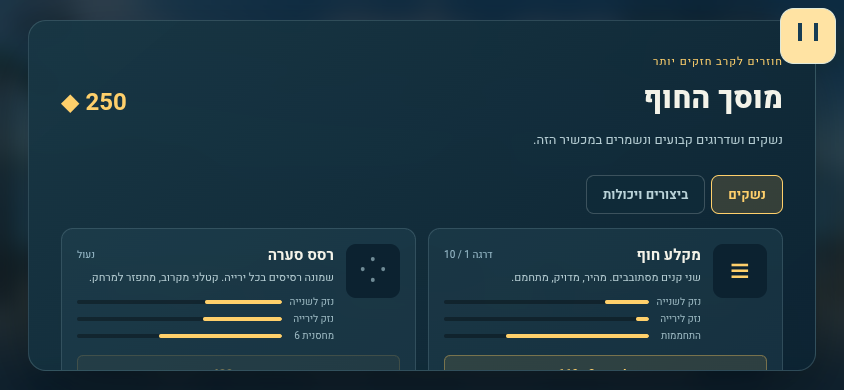 חוזרים לקרב חזקים יותר
מוסך החוף
250
נשקים ושדרוגים קבועים ונשמרים במכשיר הזה.
נשקים
ביצורים ויכולות
מקלע חוף
דרגה 1 / 10
שני קנים מסתובבים. מהיר, מדויק, מתחמם.
נזק לשנייה
נזק לירייה
התחממות
רסס סערה
נעול
שמונה רסיסים בכל ירייה. קטלני מקרוב, מתפזר למרחק.
נזק לשנייה
נזק לירייה
מחסנית 6